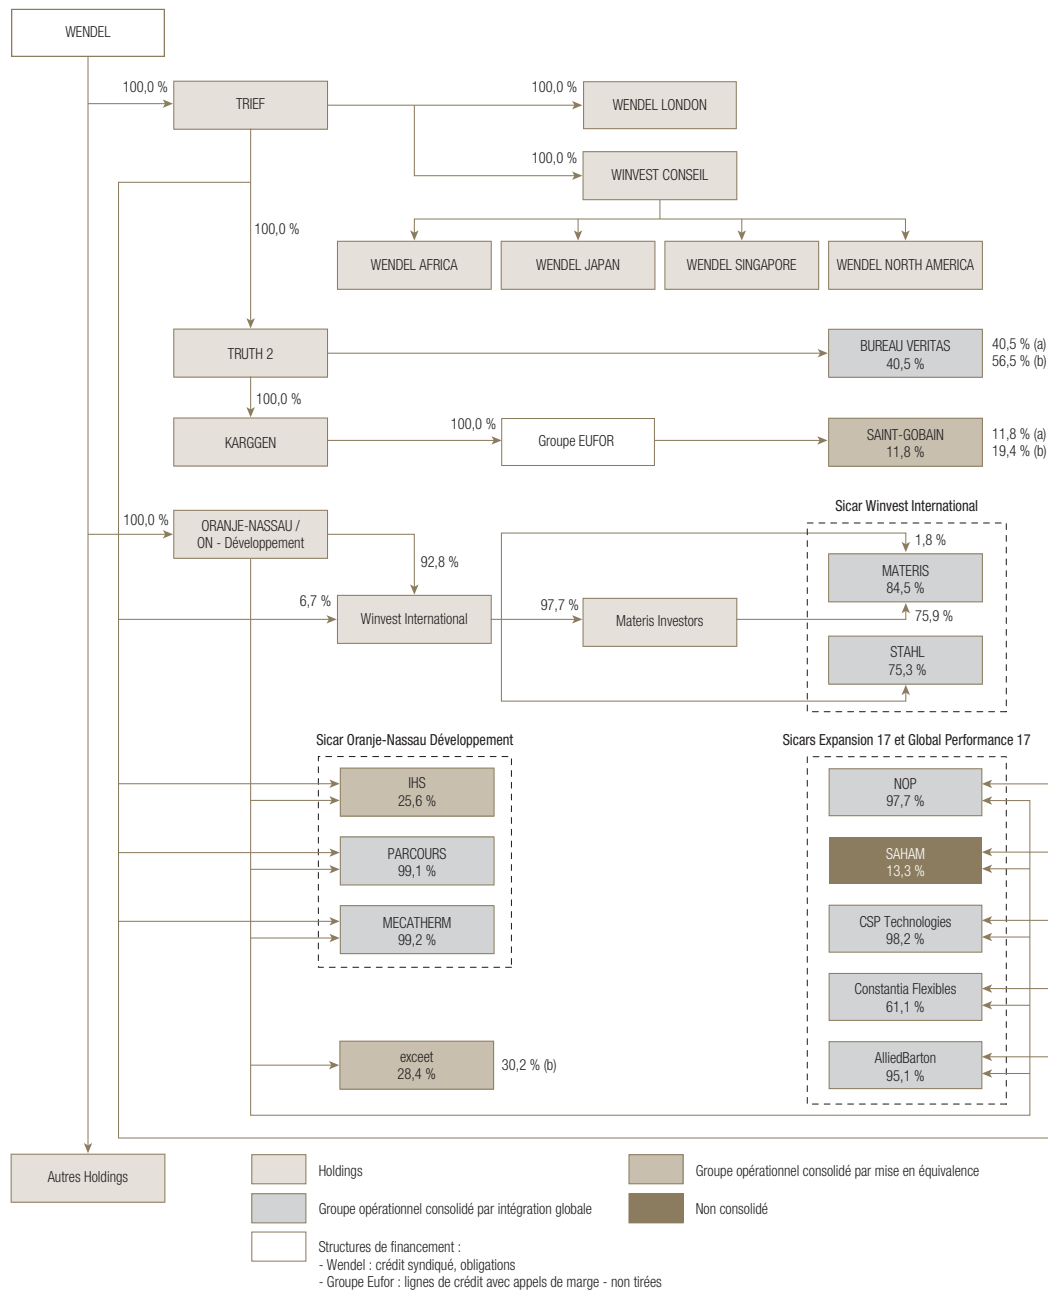 WENDEL
100,0 %
TRIEF
100,0 %
WENDEL LONDON
100,0 %
WINVEST CONSEIL
100,0 %
WENDEL AFRICA
WENDEL JAPAN
WENDEL SINGAPORE
WENDEL NORTH AMERICA
TRUTH 2
BUREAU VERITAS
40,5 %
40,5 % (a)
56,5 % (b)
100,0 %
KARGGEN
100,0 %
Groupe EUFOR
SAINT-GOBAIN
11,8 %
11,8 % (a)
19,4 % (b)
100,0 %
ORANJE-NASSAU /
ON - Développement
Sicar Winvest International
1,8 %
92,8 %
MATERIS
84,5 %
6,7 %
Winvest International
97,7 %
Materis Investors
75,9 %
STAHL
75,3 %
Sicar Oranje-Nassau Développement
Sicars Expansion 17 et Global Performance 17
IHS
25,6 %
NOP
97,7 %
PARCOURS
99,1 %
SAHAM
13,3 %
MECATHERM
99,2 %
CSP Technologies
98,2 %
Constantia Flexibles
61,1 %
exceet
28,4 %
30,2 % (b)
AlliedBarton
95,1 %
Autres Holdings
Holdings
Groupe opérationnel consolidé par mise en équivalence
Groupe opérationnel consolidé par intégration globale
Non consolidé
Structures de financement :
- Wendel : crédit syndiqué, obligations
- Groupe Eufor : lignes de crédit avec appels de marge - non tirées